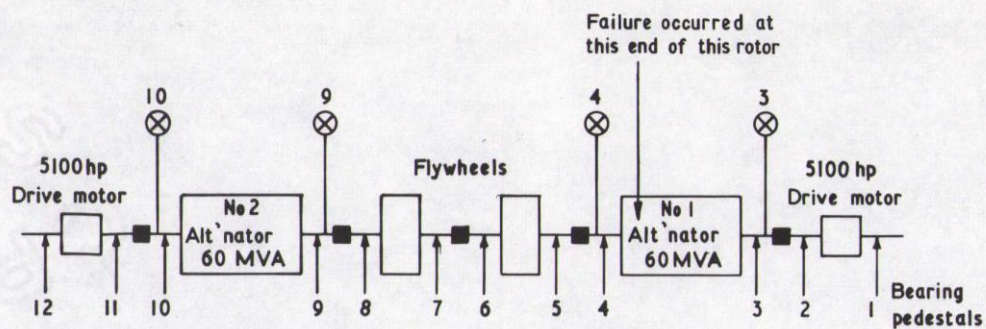 Failure occurred at
this end of this rotor
10
9
4
3
5100hp
Drive motor
Flywheels
5100hp
Drive motor
No 2
Alt'nator
60 MVA
No 1
Alt'nator
60MVA
12
11
10
9
8
7
6
5
4
3
2
1
Bearing
pedestals